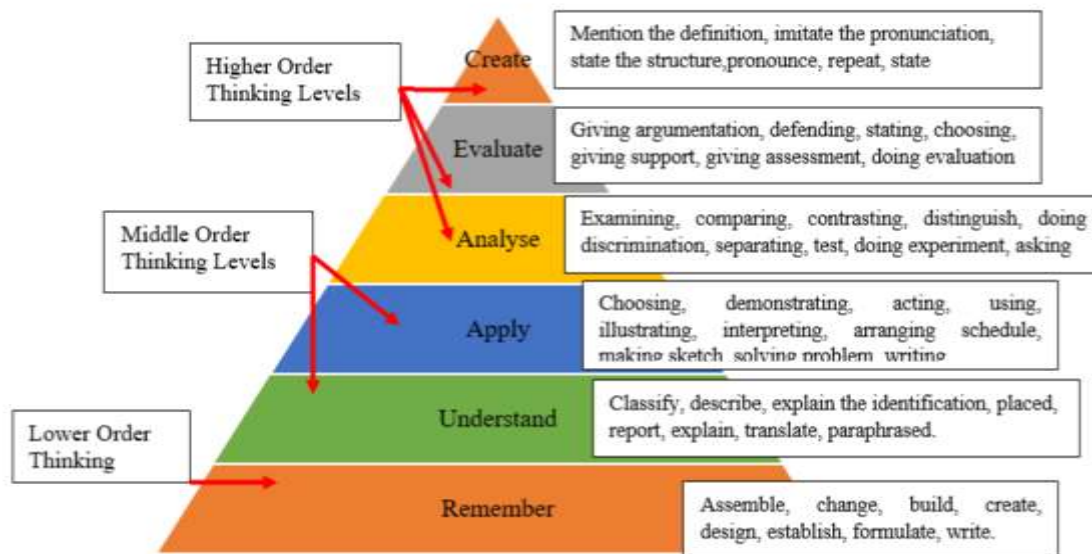 Higher Order
Thinking Levels
Create
Mention the definition, imitate the pronunciation,
state the structure,pronounce, repeat, state
Evaluate
Giving argumentation, defending, stating, choosing,
giving support, giving assessment, doing evaluation
Middle Order
Thinking Levels
Analyse
Examining, comparing, contrasting, distinguish, doing
discrimination, separating, test, doing experiment, asking
Apply
Choosing, demonstrating, acting, using,
illustrating, interpreting, arranging schedule,
making sketch, solving problem, writing
Lower Order
Thinking
Understand
Classify, describe, explain the identification, placed,
report, explain, translate, paraphrased.
Remember
Assemble, change, build, create,
design, establish, formulate, write.